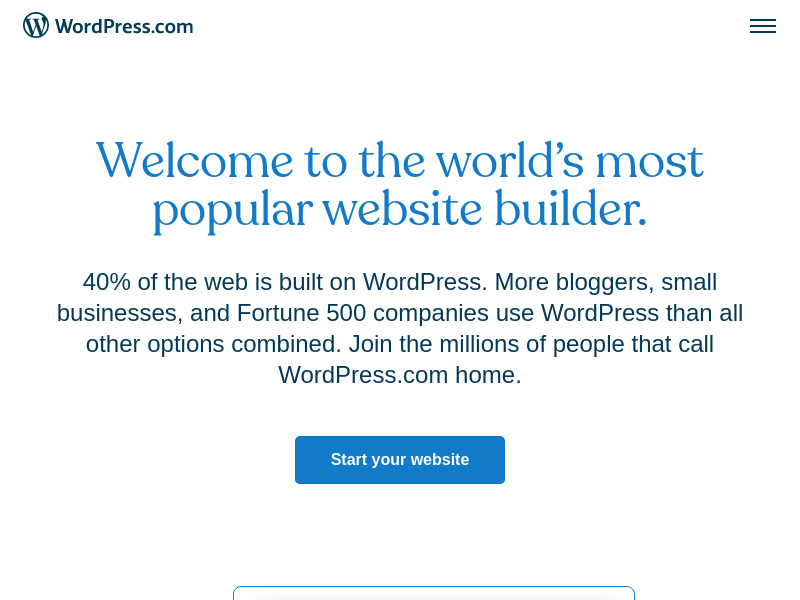 WordPress.com
Welcome to the world’s most
popular website builder.
40% of the web is built on WordPress. More bloggers, small
businesses, and Fortune 500 companies use WordPress than all
other options combined. Join the millions of people that call
WordPress.com home.
Start your website